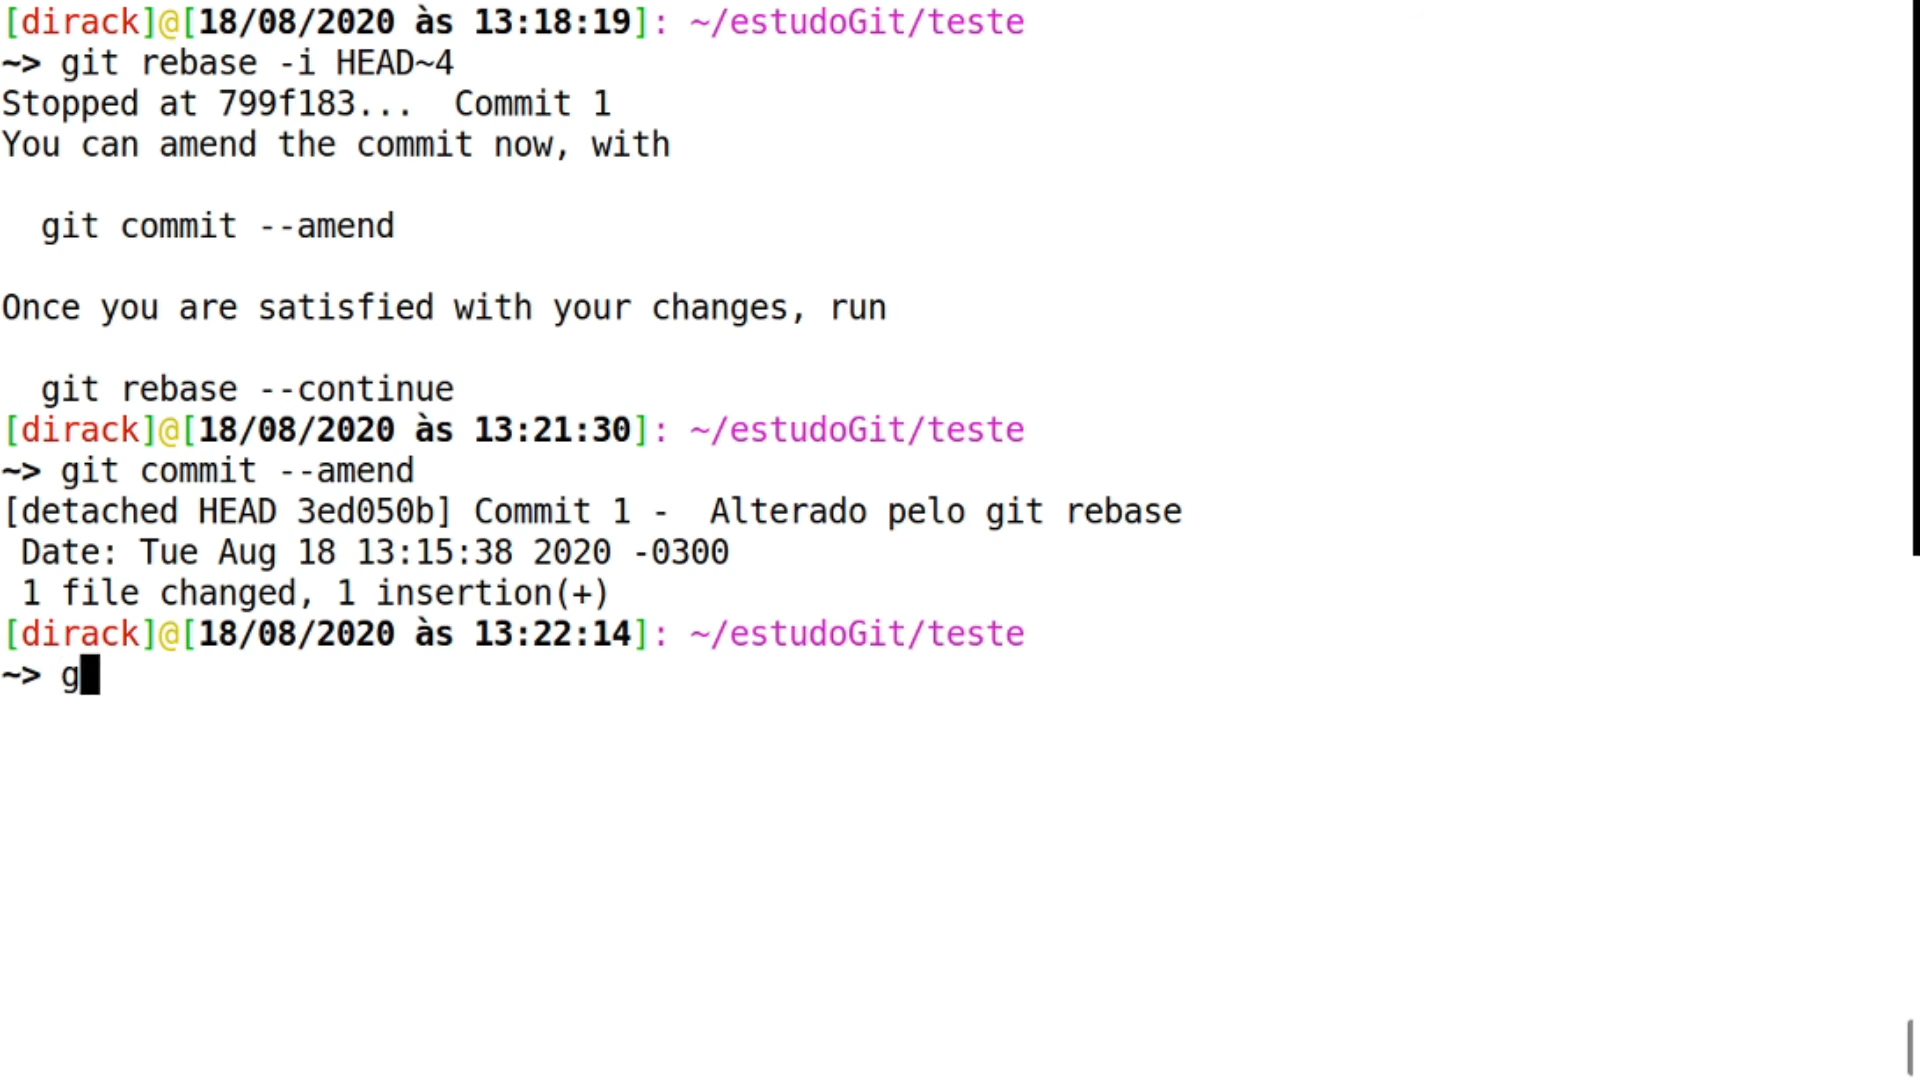 [dirack]@[18/08/2020 às 13:18:19]: ~/estudoGit/teste
~> git rebase -i HEAD~4
Stopped at 799f183...  Commit 1
You can amend the commit now, with
  git commit --amend
Once you are satisfied with your changes, run
  git rebase --continue
[dirack]@[18/08/2020 às 13:21:30]: ~/estudoGit/teste
~> git commit --amend
[detached HEAD 3ed050b] Commit 1 -  Alterado pelo git rebase
 Date: Tue Aug 18 13:15:38 2020 -0300
 1 file changed, 1 insertion(+)
[dirack]@[18/08/2020 às 13:22:14]: ~/estudoGit/teste
~> g